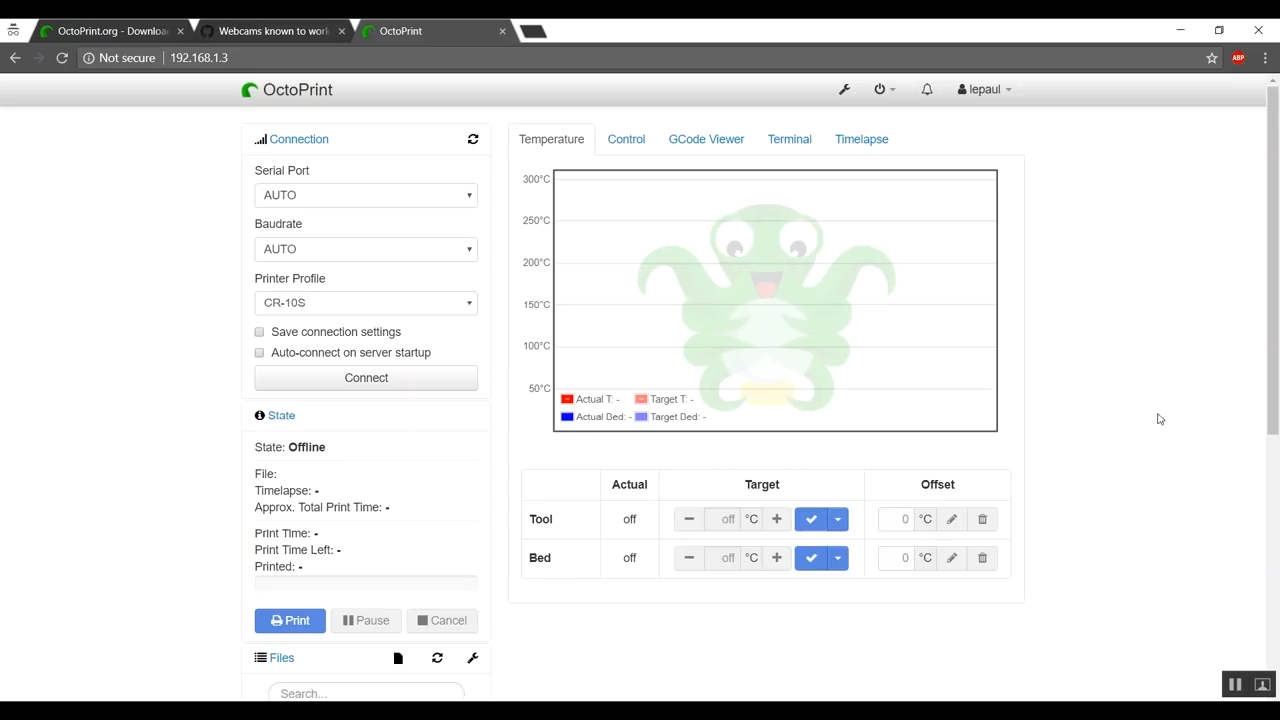 OctoPrint.org - Downloa
Webcams known to work
OctoPrint
Not secure
192.168.1.3
ABP
OctoPrint
lepaul
Connection
Serial Port
AUTO
Baudrate
AUTO
Printer Profile
CR-10S
Save connection settings
Auto-connect on server startup
Connect
State
State: Offline
File:
Timelapse: -
Approx. Total Print Time: -
Print Time: -
Print Time Left: -
Printed: -
Print
Pause
Cancel
Files
Search...
Temperature
Control
GCode Viewer
Terminal
Timelapse
300°C
250°C
200°C
150°C
100°C
50°C
Actual T: -
Target T: -
Actual Bed: -
Target Bed: -
Actual
Target
Offset
Tool
off
off °C
0 °C
Bed
off
off °C
0 °C